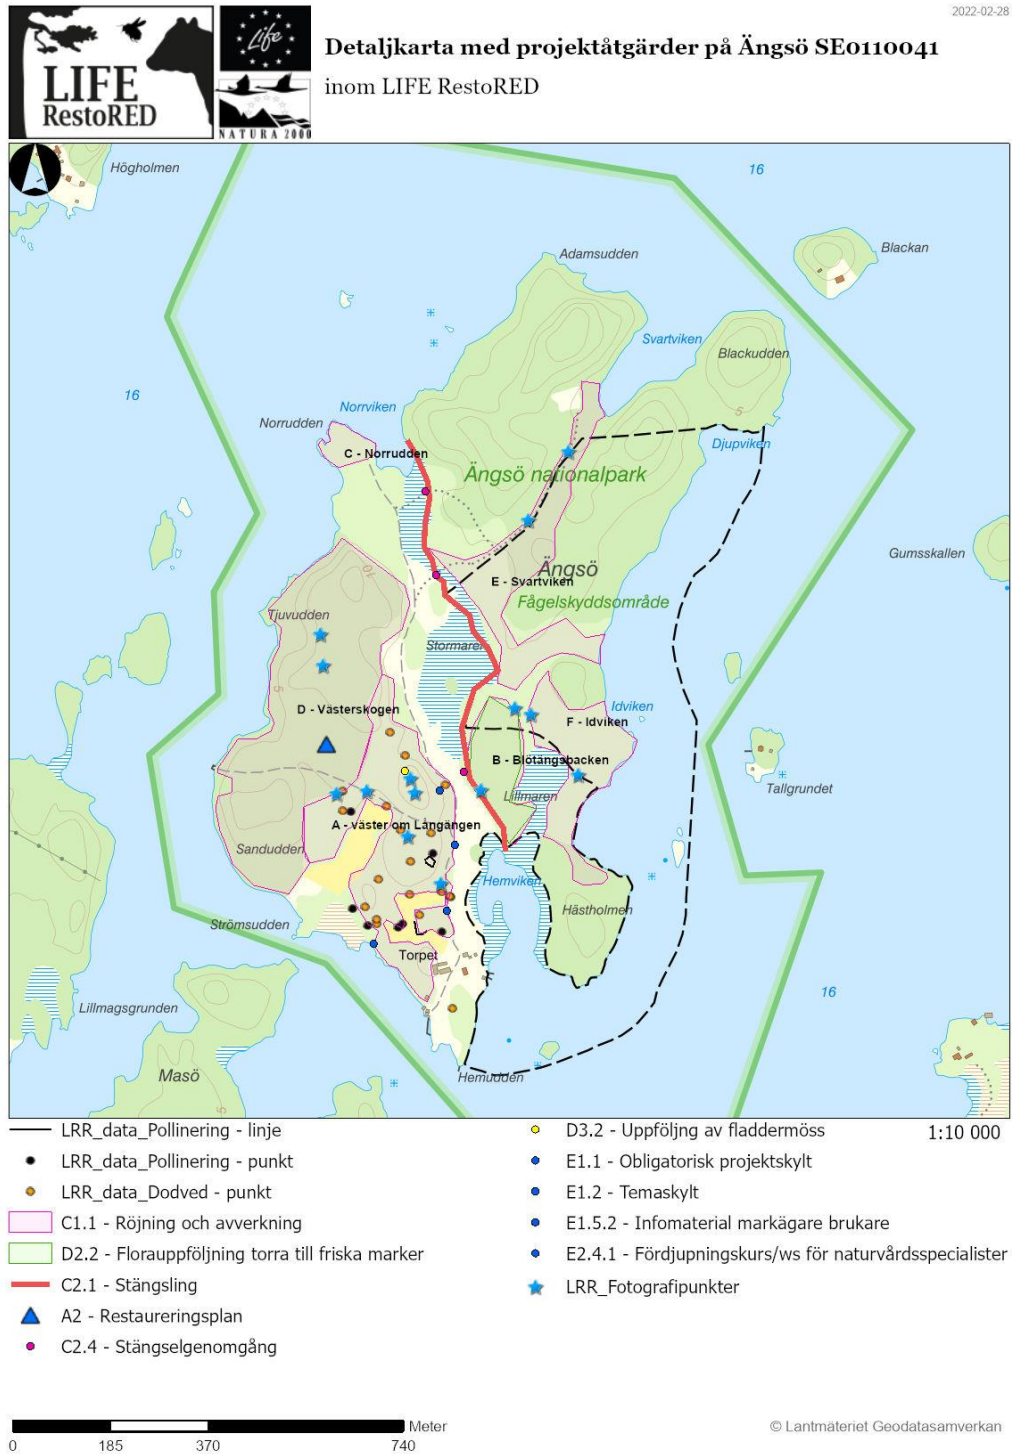 2022-02-28
LIFE
RestoRED
Life
NATURA 2000
Detaljkarta med projektåtgärder på Ängsö SE0110041
inom LIFE RestoRED
Högholmen
16
Blackan
Adamsudden
Svartviken
Blackudden
16
Norrviken
Norrudden
5
Djupviken
C - Norrudden
Ängsö nationalpark
Gumsskallen
10
Ängsö
E - Svartviken
Fågelskyddsområde
Tjuvudden
Stormaren
5
D - Västerskogen
Idviken
F - Idviken
B - Blötängsbacken
Tallgrundet
Lillmaren
A - väster om Långängen
Sandudden
Hemviken
Hästholmen
Strömsudden
Torpet
16
Lillmagsgrunden
Masö
Hemudden
5
LRR_data_Pollinering - linje
LRR_data_Pollinering - punkt
LRR_data_Dodved - punkt
C1.1 - Röjning och avverkning
D2.2 - Florauppföljning torra till friska marker
C2.1 - Stängsling
A2 - Restaureringsplan
C2.4 - Stängselgenomgång
D3.2 - Uppföljng av fladdermöss
1:10 000
E1.1 - Obligatorisk projektskylt
E1.2 - Temaskylt
E1.5.2 - Infomaterial markägare brukare
E2.4.1 - Fördjupningskurs/ws för naturvårdsspecialister
LRR_Fotografipunkter
Meter
0 185 370 740
© Lantmäteriet Geodatasamverkan